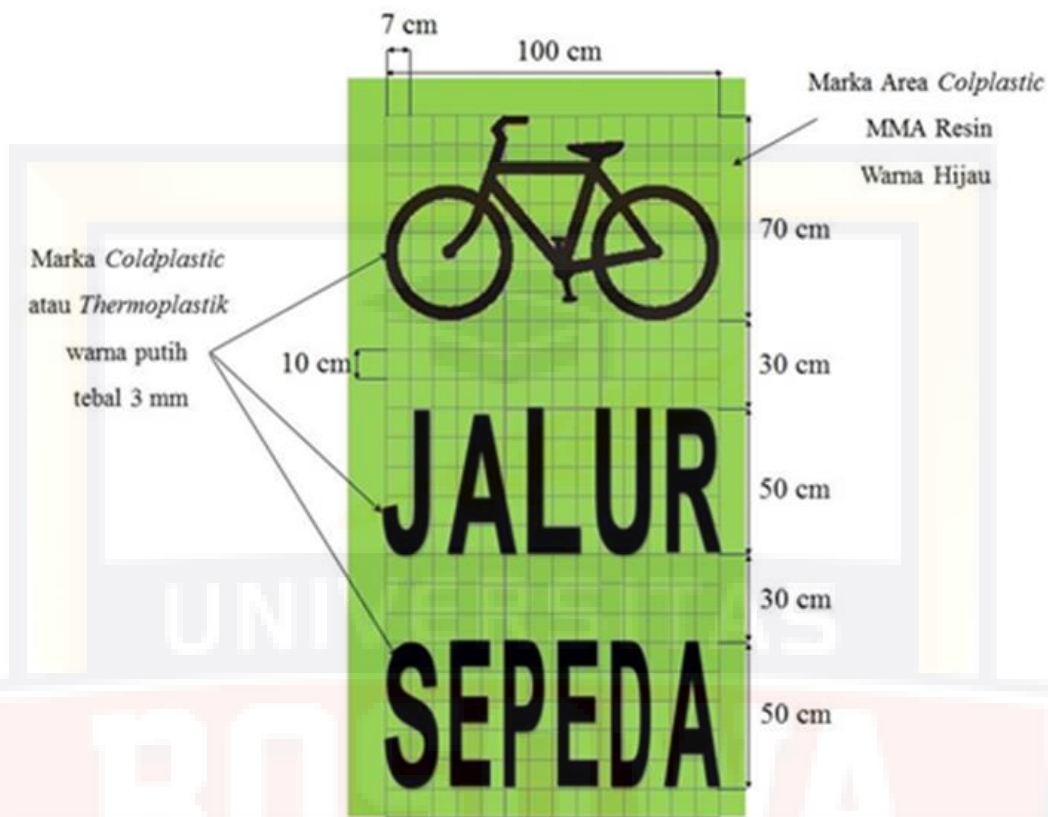 7 cm
100 cm
Marka Area Colplastic
MMA Resin
Warna Hijau
70 cm
Marka Coldplastic
atau Thermoplastik
warna putih
tebal 3 mm
10 cm
30 cm
JALUR
50 cm
30 cm
UNIVERSITAS
SEPEDA
50 cm